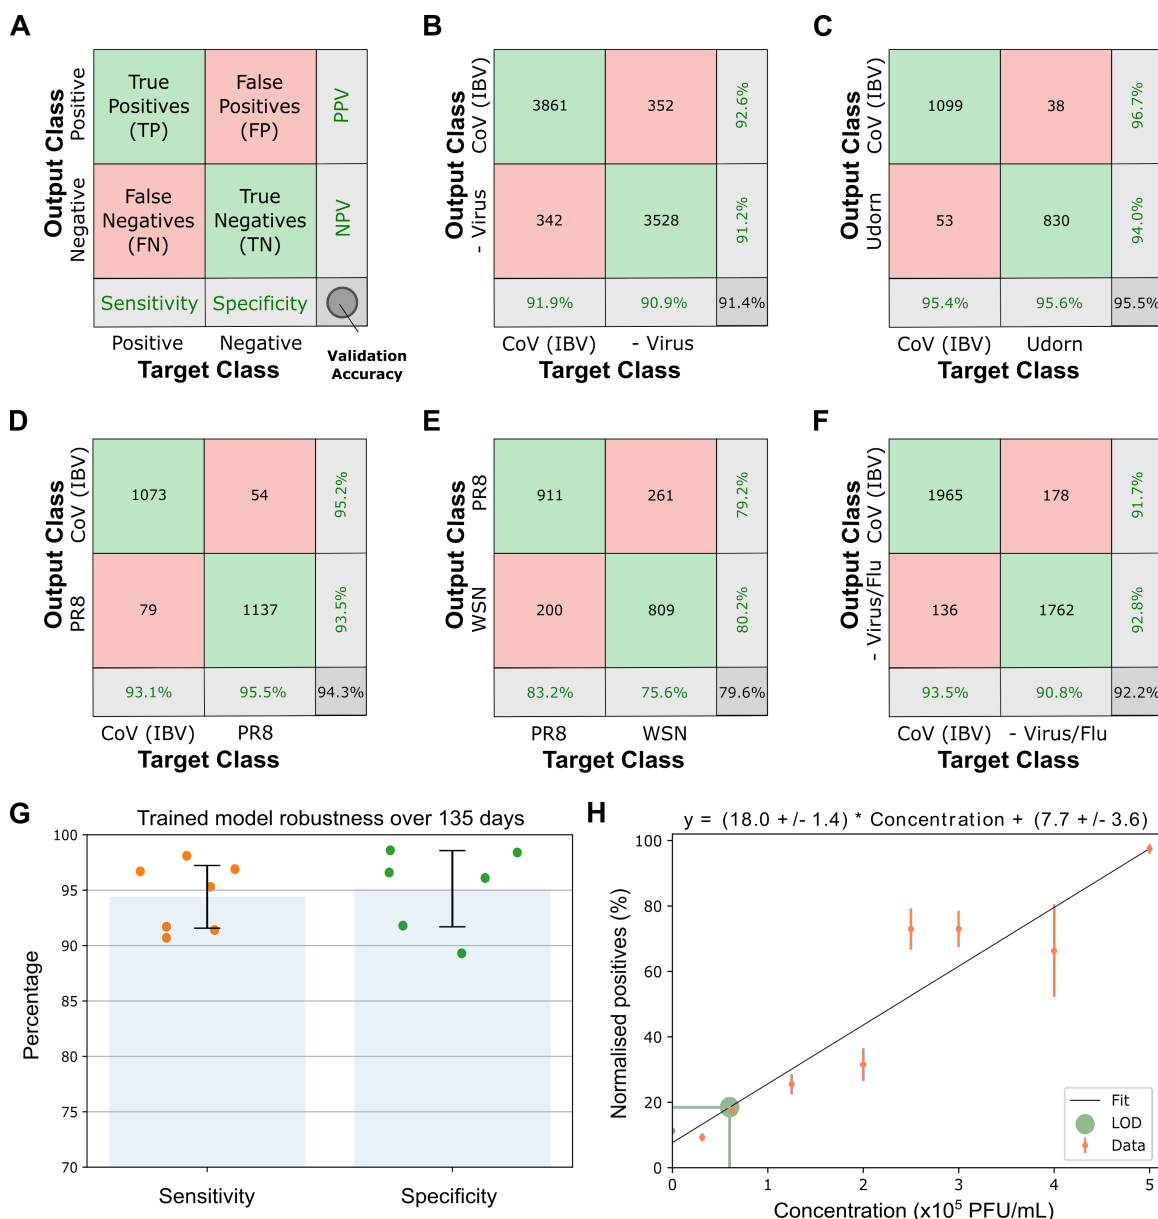 A
Output Class
Positive
Negative
True
Positives
(TP)
False
Positives
(FP)
PPV
False
Negatives
(FN)
True
Negatives
(TN)
NPV
Sensitivity
Specificity
Positive
Negative
Target Class
Validation
Accuracy
B
Output Class
CoV (IBV)
- Virus
3861
352
92.6%
342
3528
91.2%
91.9%
90.9%
91.4%
CoV (IBV)
- Virus
Target Class
C
Output Class
CoV (IBV)
Udorn
1099
38
96.7%
53
830
94.0%
95.4%
95.6%
95.5%
CoV (IBV)
Udorn
Target Class
D
Output Class
CoV (IBV)
PR8
1073
54
95.2%
79
1137
93.5%
93.1%
95.5%
94.3%
CoV (IBV)
PR8
Target Class
E
Output Class
PR8
WSN
911
261
79.2%
200
809
80.2%
83.2%
75.6%
79.6%
PR8
WSN
Target Class
F
Output Class
CoV (IBV)
- Virus/Flu
1965
178
91.7%
136
1762
92.8%
93.5%
90.8%
92.2%
CoV (IBV)
- Virus/Flu
Target Class
G
Trained model robustness over 135 days
Percentage
100
95
90
85
80
75
70
Sensitivity
Specificity
H
y = (18.0 +/- 1.4) * Concentration + (7.7 +/- 3.6)
Normalised positives (%)
100
80
60
40
20
0
Fit
LOD
Data
0 1 2 3 4 5
Concentration (x10⁵ PFU/mL)